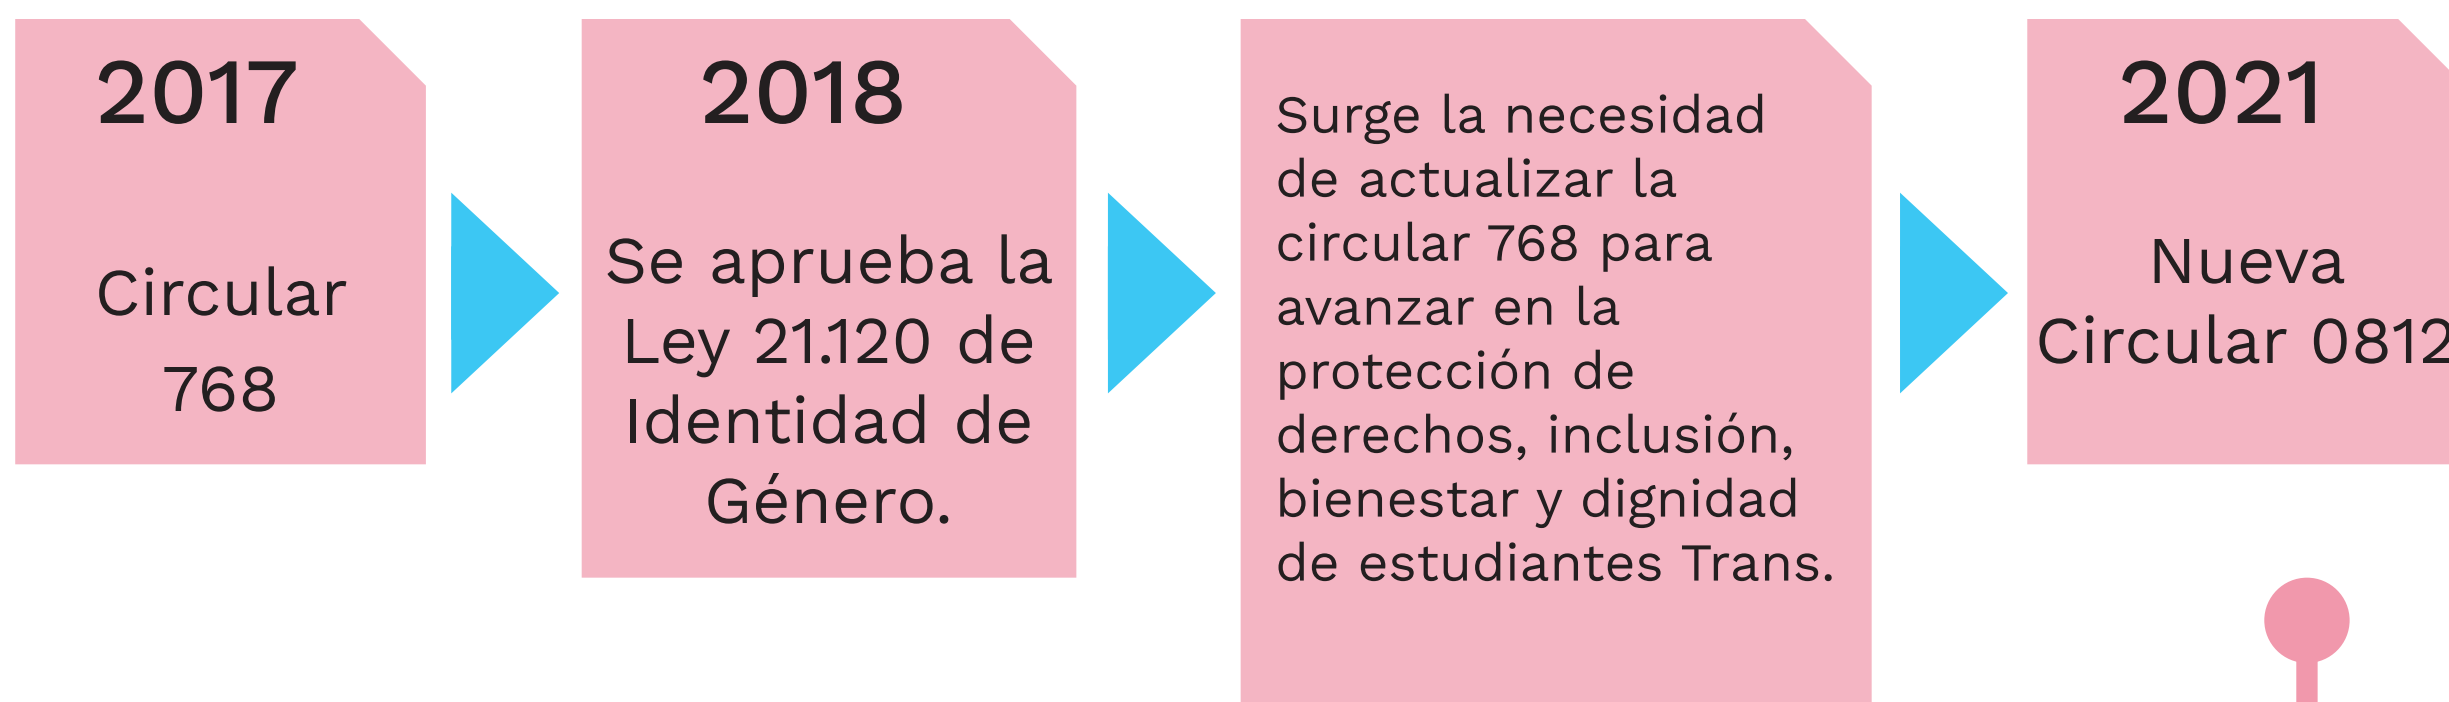 2017
Circular
768
2018
Se aprueba la
Ley 21.120 de
Identidad de
Género.
Surge la necesidad
de actualizar la
circular 768 para
avanzar en la
protección de
derechos, inclusión,
bienestar y dignidad
de estudiantes Trans.
2021
Nueva
Circular 0812